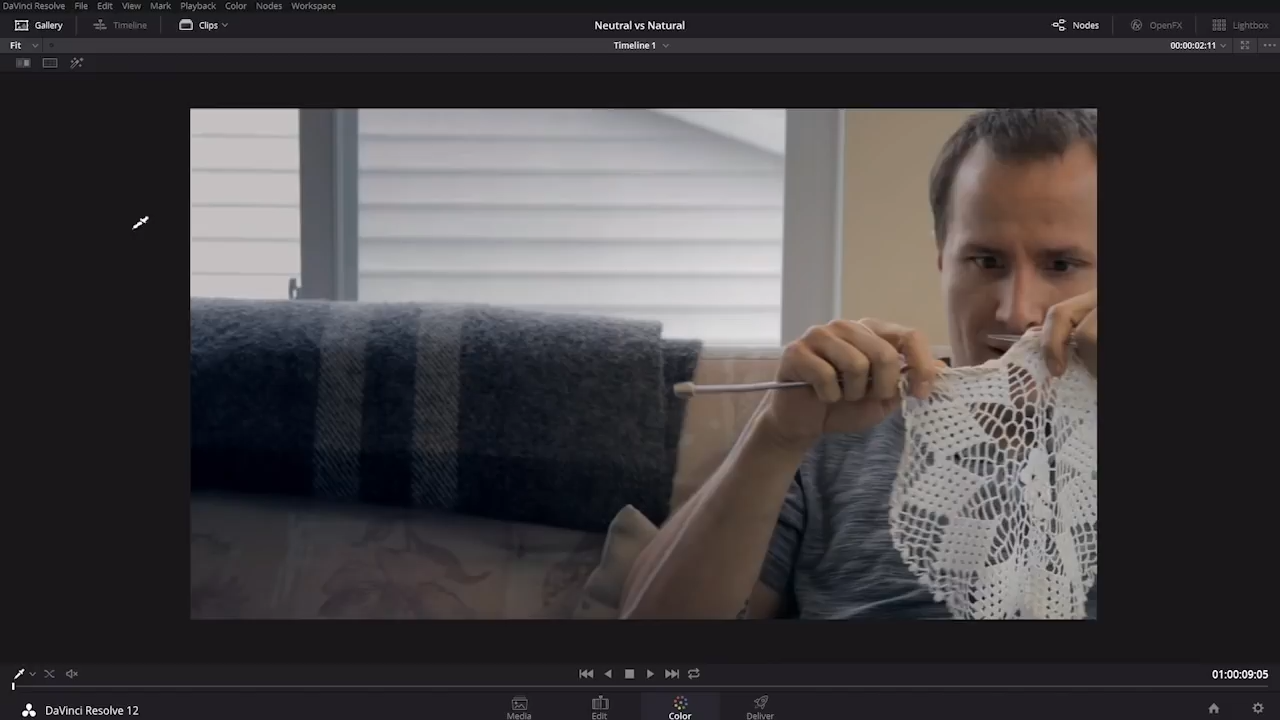 DaVinci Resolve File Edit View Mark Playback Color Nodes Workspace
Gallery Timeline Clips Neutral vs Natural Nodes OpenFX Lightbox
Fit Timeline 1 00:00:02:11
01:00:09:05
DaVinci Resolve 12 Media Edit Color Deliver